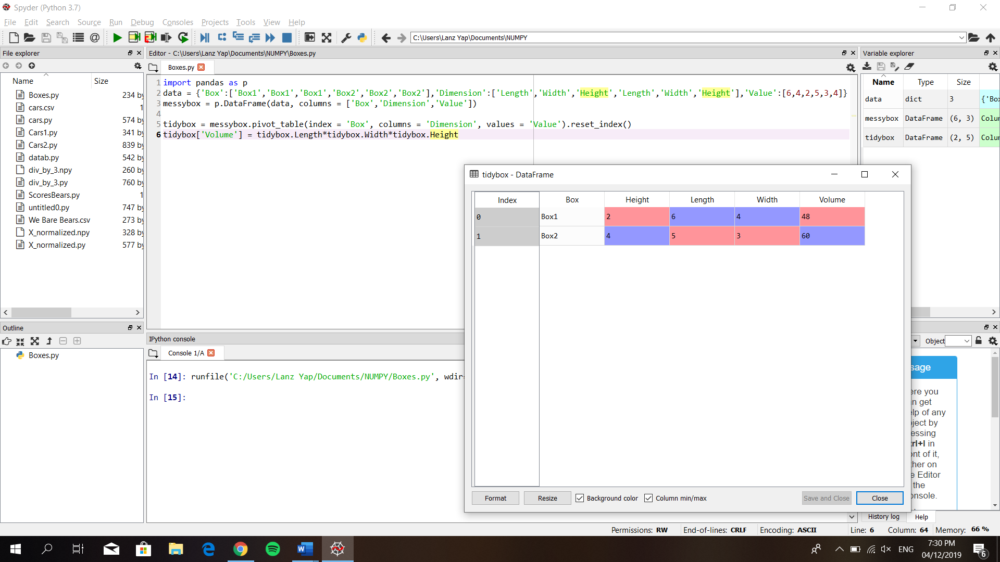 Spyder (Python 3.7)
File Edit Search Source Run Debug Consoles Projects Tools View Help
C:\Users\Lanz Yap\Documents\NUMPY
File explorer
Name Size
Boxes.py 234 by
cars.csv 1
cars.py 574 by
Cars1.py 341 by
Cars2.py 839 by
datab.py 542 by
div_by_3.npy 260 by
div_by_3.py 760 by
ScoresBears.py 1
untitled0.py 747 by
We Bare Bears.csv 273 by
X_normalized.npy 328 by
X_normalized.py 577 by
Outline
Boxes.py
Editor - C:\Users\Lanz Yap\Documents\NUMPY\Boxes.py
Boxes.py
1 import pandas as p
2 data = {'Box':['Box1','Box1','Box1','Box2','Box2','Box2'],'Dimension':['Length','Width','Height','Length','Width','Height'],'Value':[6,4,2,5,3,4]}
3 messybox = p.DataFrame(data, columns = ['Box','Dimension','Value'])
4
5 tidybox = messybox.pivot_table(index = 'Box', columns = 'Dimension', values = 'Value').reset_index()
6 tidybox['Volume'] = tidybox.Length*tidybox.Width*tidybox.Height
IPython console
Console 1/A
In [14]: runfile('C:/Users/Lanz Yap/Documents/NUMPY/Boxes.py', wdir=
In [15]:
Variable explorer
Name Type Size
data dict 3 {'Box
messybox DataFrame (6, 3) Colum
tidybox DataFrame (2, 5) Colum
tidybox - DataFrame
Index Box Height Length Width Volume
0 Box1 2 6 4 48
1 Box2 4 5 3 60
Format Resize Background color Column min/max Save and Close Close
Object
sage
ere you
n get
elp of any
ject by
essing
trl+I in
ont of it,
ther on
e Editor
the
onsole.
History log Help
Permissions: RW End-of-lines: CRLF Encoding: ASCII Line: 6 Column: 64 Memory: 66 %
ENG
7:30 PM
04/12/2019
6